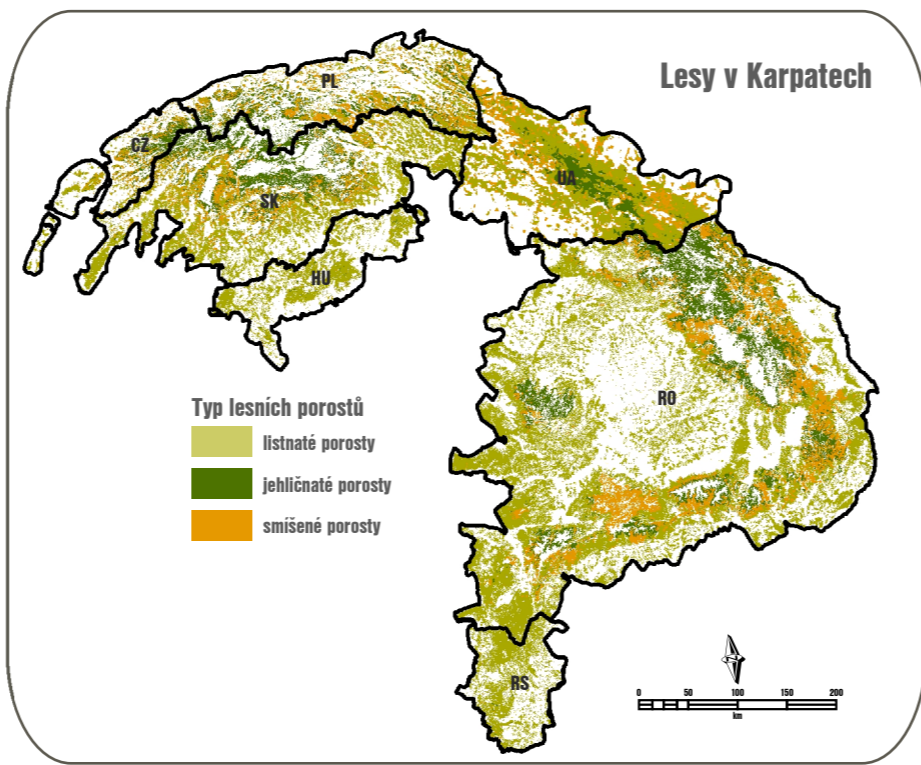 Lesy v Karpatech
PL
CZ
UA
SK
HU
RO
Typ lesních porostů
listnaté porosty
jehličnaté porosty
smíšené porosty
RS
0 50 100 150 200
km